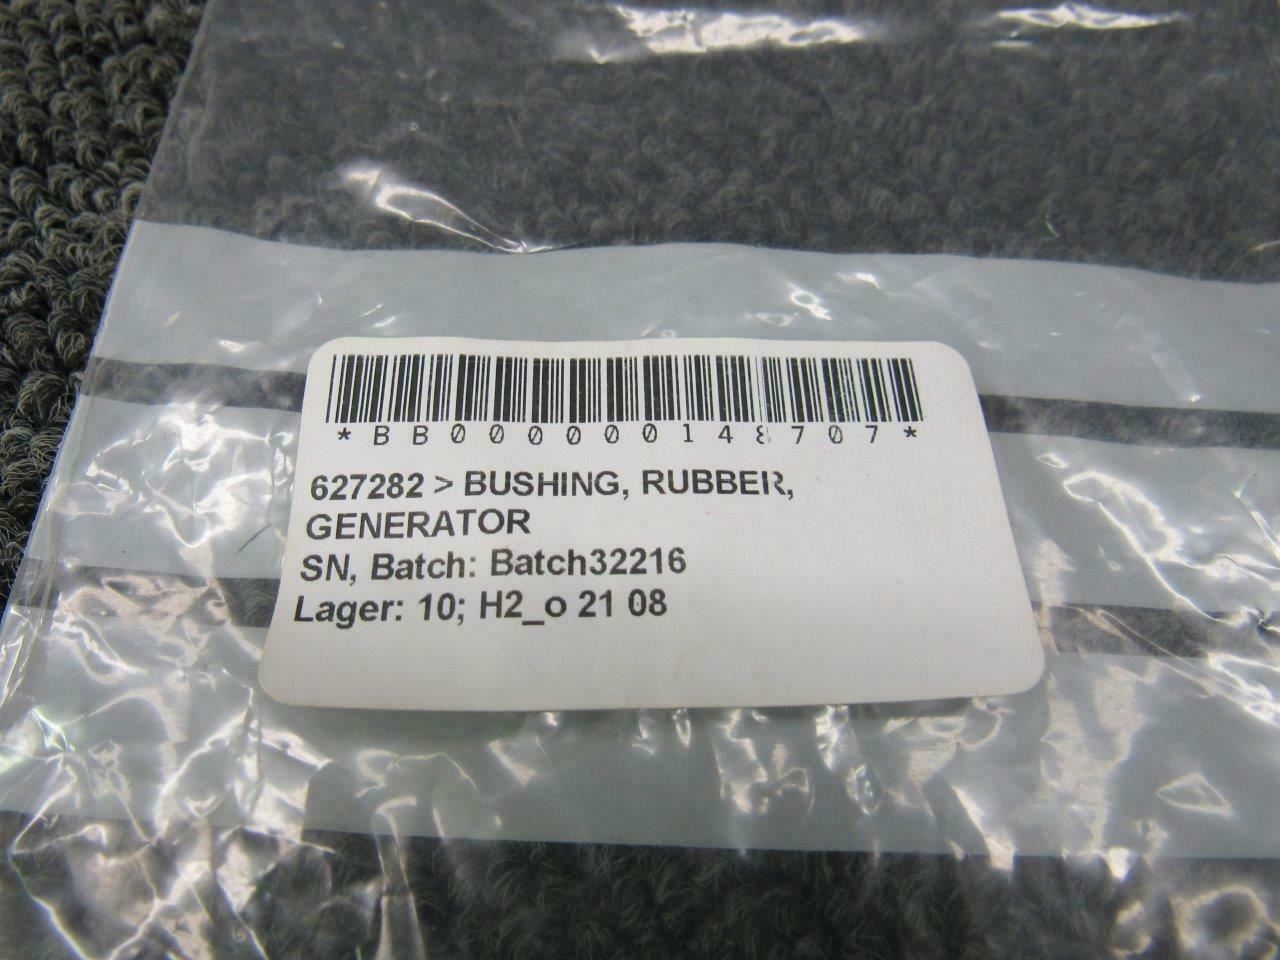 *BB0000000148707*
627282 > BUSHING, RUBBER,
GENERATOR
SN, Batch: Batch32216
Lager: 10; H2_o 21 08